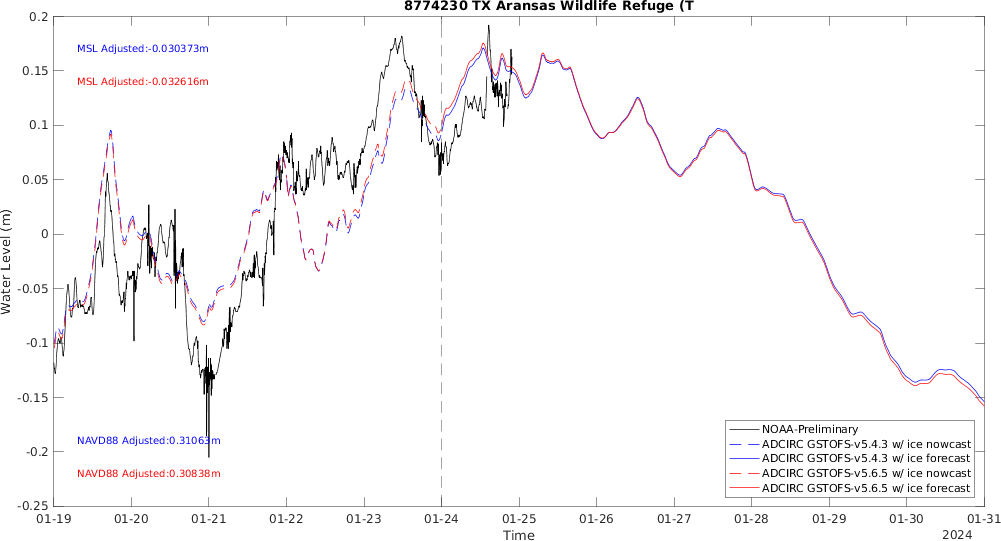 8774230 TX Aransas Wildlife Refuge (T
0.2
0.15
0.1
0.05
0
-0.05
-0.1
-0.15
-0.2
-0.25
Water Level (m)
MSL Adjusted:-0.030373m
MSL Adjusted:-0.032616m
NAVD88 Adjusted:0.31063m
NAVD88 Adjusted:0.30838m
NOAA-Preliminary
ADCIRC GSTOFS-v5.4.3 w/ ice nowcast
ADCIRC GSTOFS-v5.4.3 w/ ice forecast
ADCIRC GSTOFS-v5.6.5 w/ ice nowcast
ADCIRC GSTOFS-v5.6.5 w/ ice forecast
01-19 01-20 01-21 01-22 01-23 01-24 01-25 01-26 01-27 01-28 01-29 01-30 01-31
Time
2024